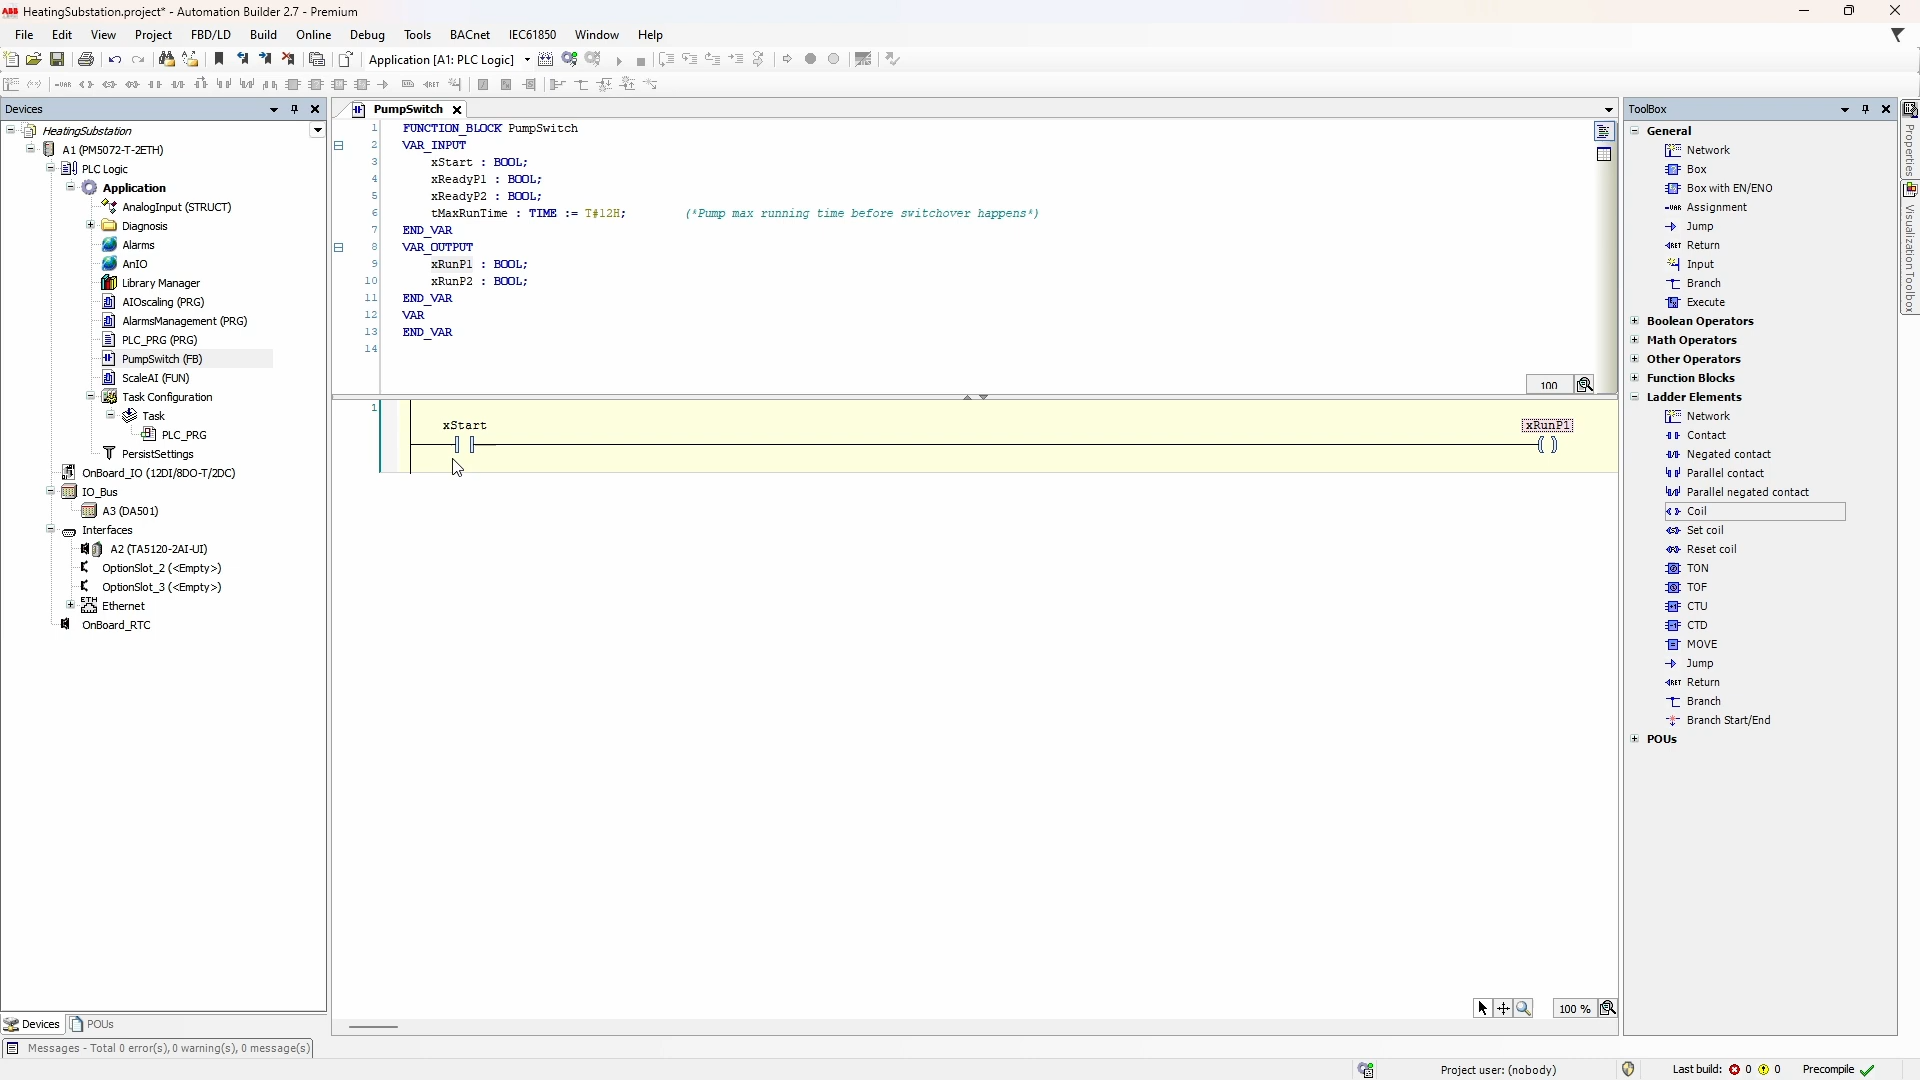 ABB HeatingSubstation.project* - Automation Builder 2.7 - Premium
File Edit View Project FBD/LD Build Online Debug Tools BACnet IEC61850 Window Help
Application [A1: PLC Logic]
Devices
HeatingSubstation
A1 (PM5072-T-2ETH)
PLC Logic
Application
AnalogInput (STRUCT)
Diagnosis
Alarms
AnIO
Library Manager
AIOscaling (PRG)
AlarmsManagement (PRG)
PLC_PRG (PRG)
PumpSwitch (FB)
ScaleAI (FUN)
Task Configuration
Task
PLC_PRG
PersistSettings
OnBoard_IO (12DI/8DO-T/2DC)
IO_Bus
A3 (DA501)
Interfaces
A2 (TA5120-2AI-UI)
OptionSlot_2 (<Empty>)
OptionSlot_3 (<Empty>)
Ethernet
OnBoard_RTC
Devices POUs
Messages - Total 0 error(s), 0 warning(s), 0 message(s)
PumpSwitch
1 FUNCTION_BLOCK PumpSwitch
2 VAR_INPUT
3 xStart : BOOL;
4 xReadyP1 : BOOL;
5 xReadyP2 : BOOL;
6 tMaxRunTime : TIME := T#12H; (*Pump max running time before switchover happens*)
7 END_VAR
8 VAR_OUTPUT
9 xRunP1 : BOOL;
10 xRunP2 : BOOL;
11 END_VAR
12 VAR
13 END_VAR
14
100
1
xStart xRunP1
100 %
ToolBox
General
Network
Box
Box with EN/ENO
Assignment
Jump
Return
Input
Branch
Execute
Boolean Operators
Math Operators
Other Operators
Function Blocks
Ladder Elements
Network
Contact
Negated contact
Parallel contact
Parallel negated contact
Coil
Set coil
Reset coil
TON
TOF
CTU
CTD
MOVE
Jump
Return
Branch
Branch Start/End
POUs
Properties
Visualization Toolbox
Project user: (nobody) Last build: 0 0 Precompile